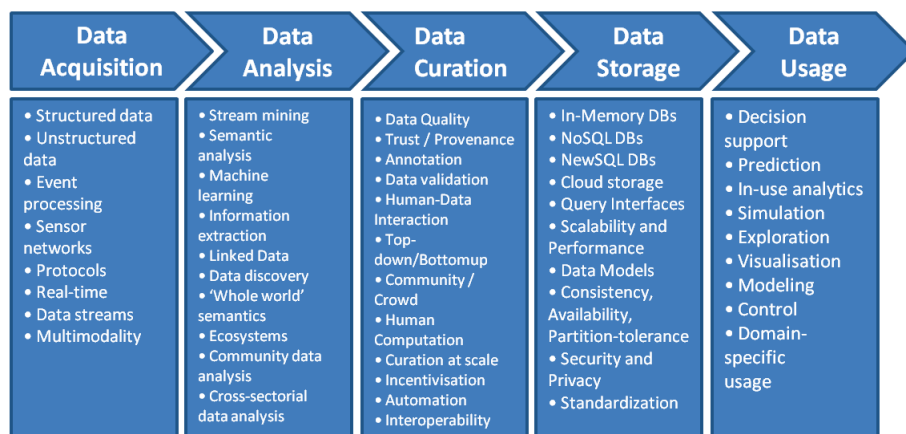 Data
Acquisition
Data
Analysis
Data
Curation
Data
Storage
Data
Usage
• Structured data
• Unstructured
data
• Event
processing
• Sensor
networks
• Protocols
• Real-time
• Data streams
• Multimodality
• Stream mining
• Semantic
analysis
• Machine
learning
• Information
extraction
• Linked Data
• Data discovery
• ‘Whole world’
semantics
• Ecosystems
• Community data
analysis
• Cross-sectorial
data analysis
• Data Quality
• Trust / Provenance
• Annotation
• Data validation
• Human-Data
Interaction
• Top-
down/Bottomup
• Community /
Crowd
• Human
Computation
• Curation at scale
• Incentivisation
• Automation
• Interoperability
• In-Memory DBs
• NoSQL DBs
• NewSQL DBs
• Cloud storage
• Query Interfaces
• Scalability and
Performance
• Data Models
• Consistency,
Availability,
Partition-tolerance
• Security and
Privacy
• Standardization
• Decision
support
• Prediction
• In-use analytics
• Simulation
• Exploration
• Visualisation
• Modeling
• Control
• Domain-
specific
usage